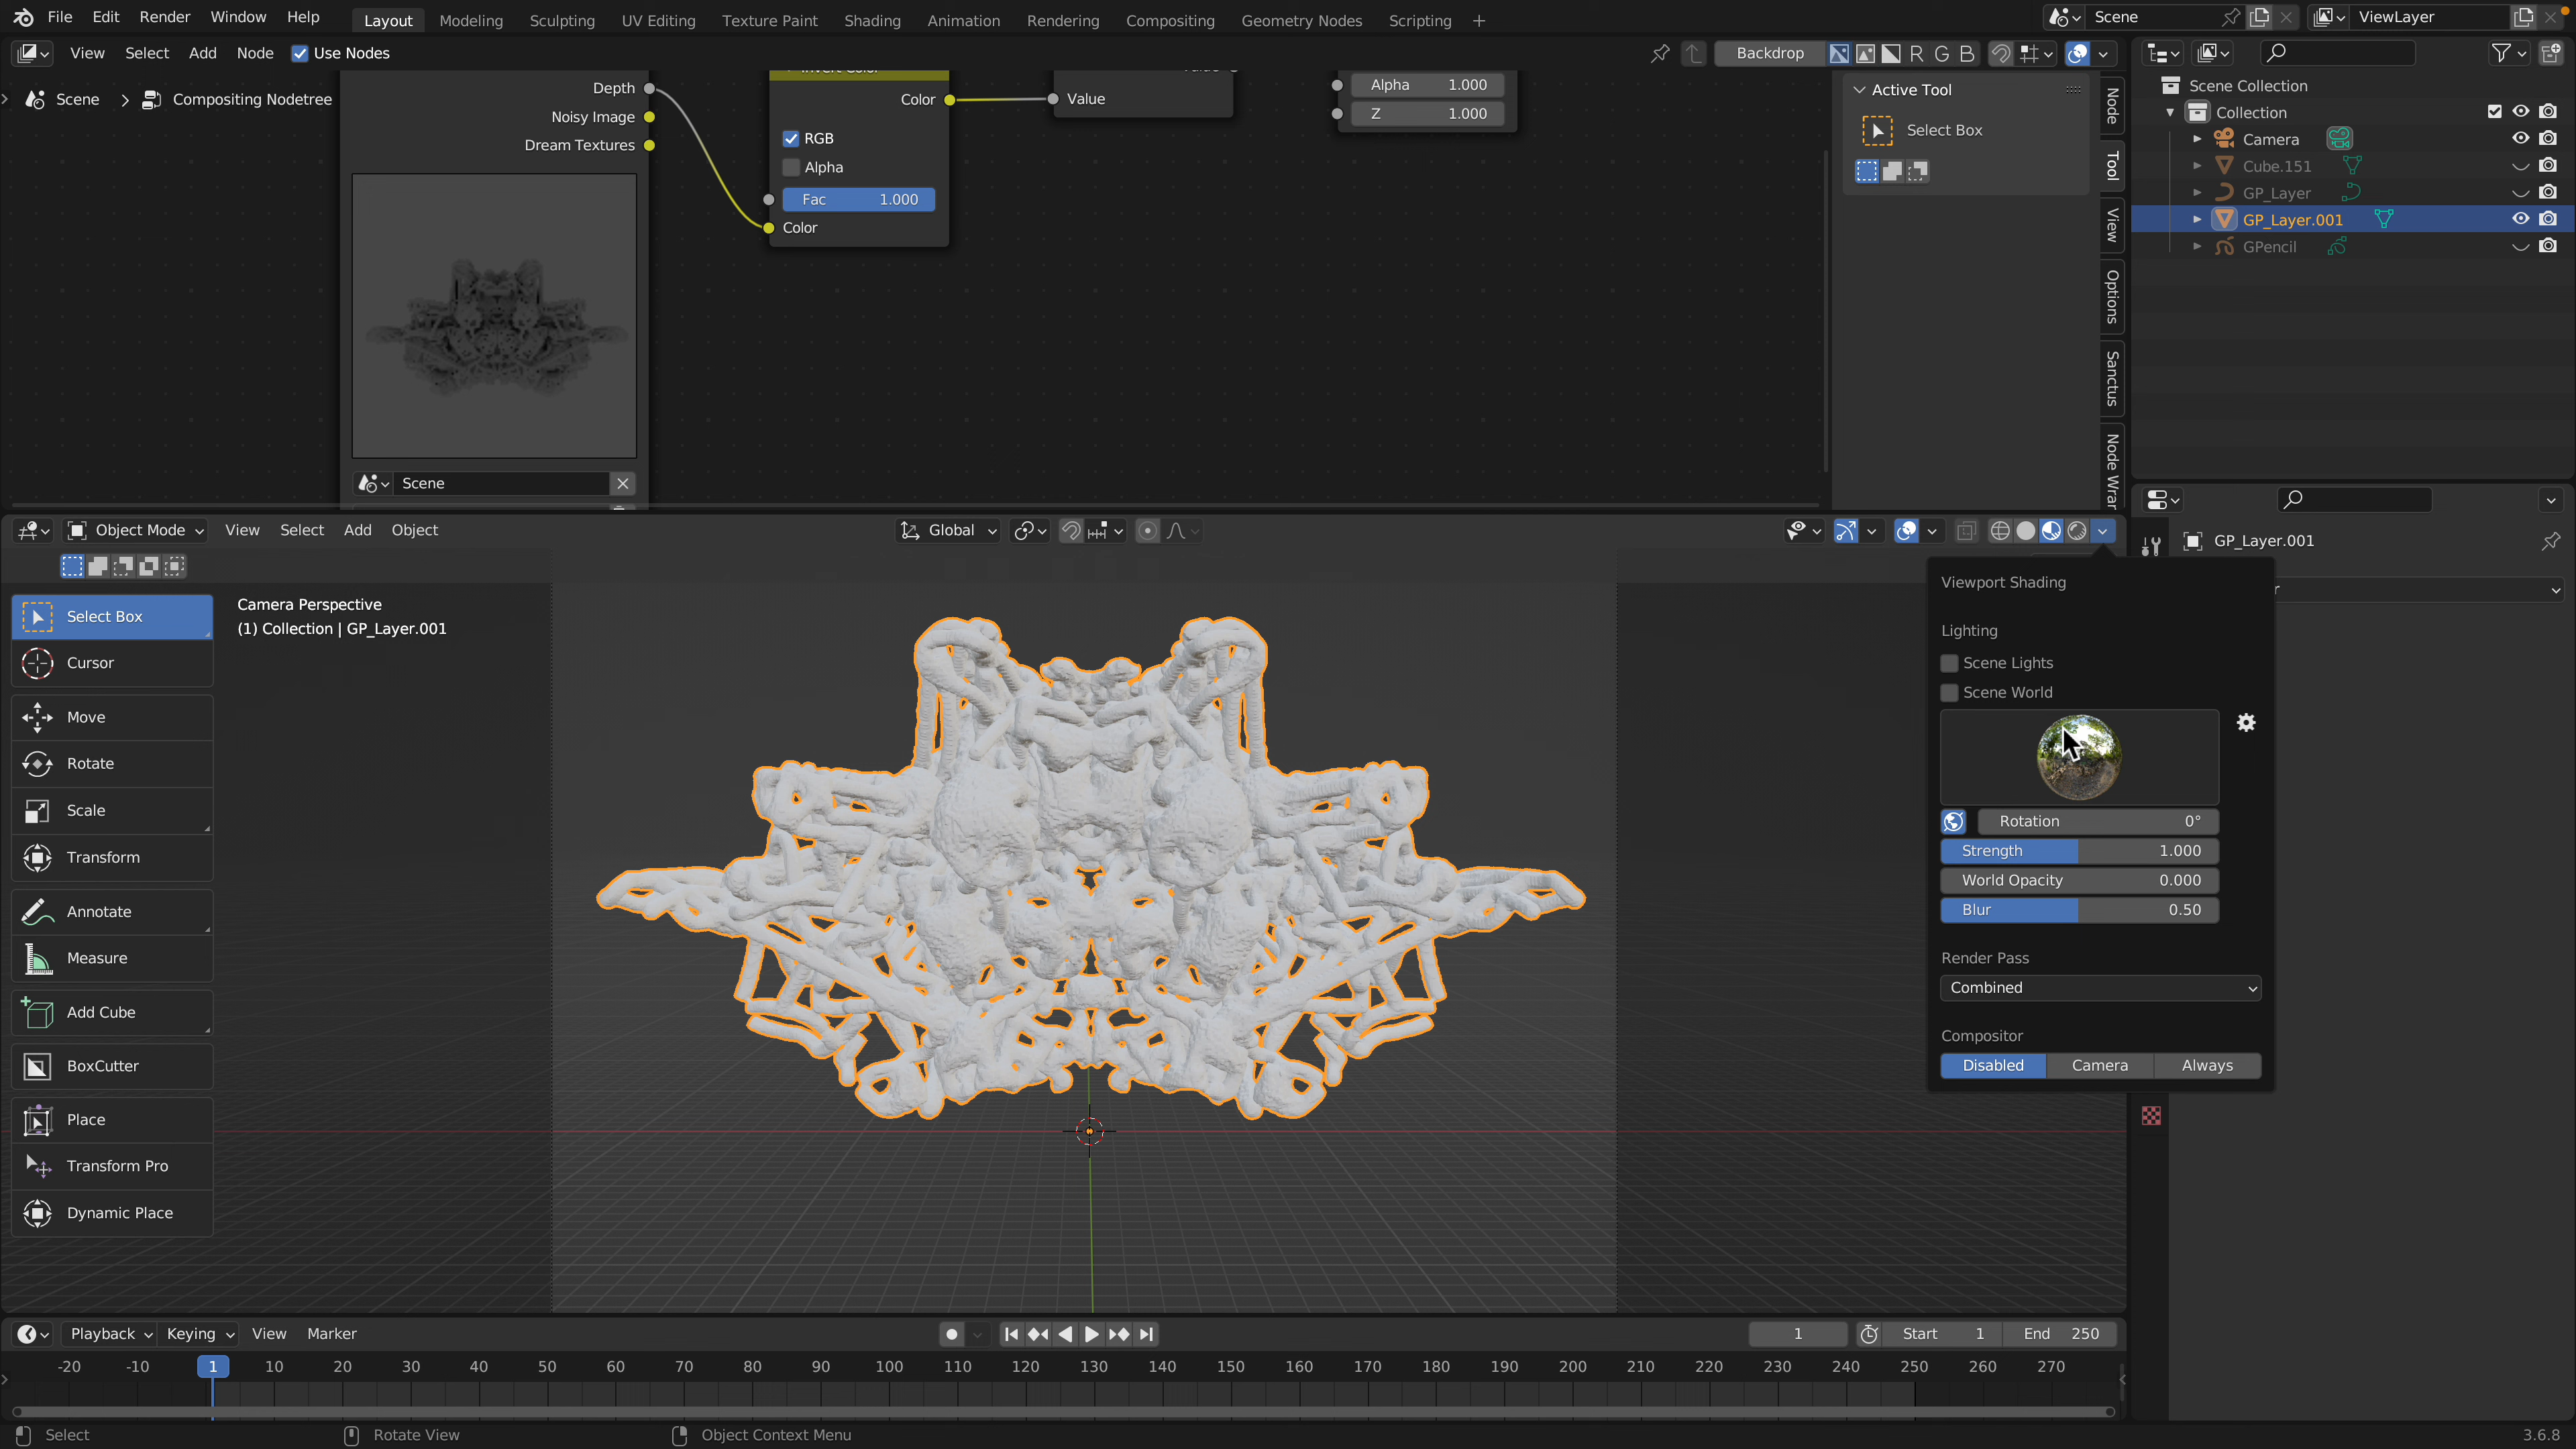 File Edit Render Window Help Layout Modeling Sculpting UV Editing Texture Paint Shading Animation Rendering Compositing Geometry Nodes Scripting + Scene ViewLayer
View Select Add Node Use Nodes Backdrop R G B
Scene > Compositing Nodetree
Depth
Noisy Image
Dream Textures
Scene
Invert Color
Color
RGB
Alpha
Fac 1.000
Color
Value
Alpha 1.000
Z 1.000
Active Tool
Select Box
Node
Tool
View
Options
Sanctus
Node Wran
Scene Collection
Collection
Camera
Cube.151
GP_Layer
GP_Layer.001
GPencil
Object Mode View Select Add Object Global
GP_Layer.001
Camera Perspective
(1) Collection | GP_Layer.001
Select Box
Cursor
Move
Rotate
Scale
Transform
Annotate
Measure
Add Cube
BoxCutter
Place
Transform Pro
Dynamic Place
Viewport Shading
Lighting
Scene Lights
Scene World
Rotation 0°
Strength 1.000
World Opacity 0.000
Blur 0.50
Render Pass
Combined
Compositor
Disabled Camera Always
Playback Keying View Marker 1 Start 1 End 250
-20 -10 1 10 20 30 40 50 60 70 80 90 100 110 120 130 140 150 160 170 180 190 200 210 220 230 240 250 260 270
Select Rotate View Object Context Menu 3.6.8